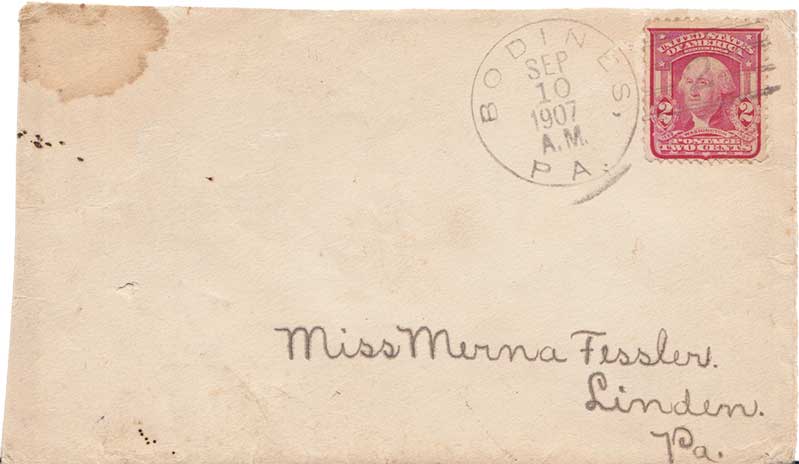 BODINES,
SEP
10
1907
A.M.
PA.
UNITED STATES
OF AMERICA
2 2
WASHINGTON
POSTAGE
TWO CENTS
Miss Merna Fessler.
Linden.
Pa.